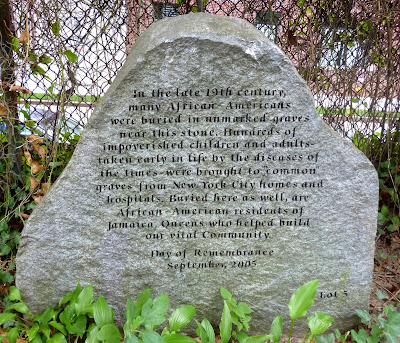 In the late 19th century,
many African-Americans
were buried in unmarked graves
near this stone. Hundreds of
impoverished children and adults-
taken early in life by the diseases of
the times-were brought to common
graves from New York City homes and
hospitals. Buried here as well, are
African-American residents of
Jamaica, Queens who helped build
our vital Community.
Day of Remembrance
September, 2005
Lot 5